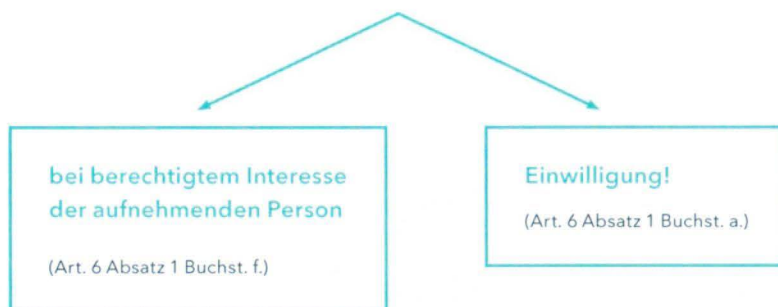 bei berechtigtem Interesse
der aufnehmenden Person
(Art. 6 Absatz 1 Buchst. f.)
Einwilligung!
(Art. 6 Absatz 1 Buchst. a.)